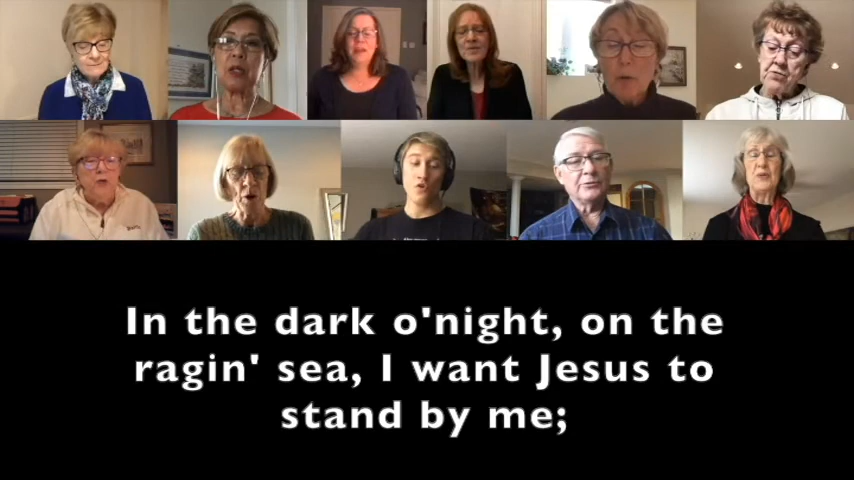 In the dark o'night, on the
ragin' sea, I want Jesus to
stand by me;